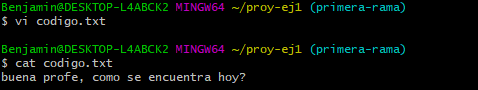 Benjamin@DESKTOP-L4ABCK2 MINGW64 ~/proy-ej1 (primera-rama)
$ vi codigo.txt
Benjamin@DESKTOP-L4ABCK2 MINGW64 ~/proy-ej1 (primera-rama)
$ cat codigo.txt
buena profe, como se encuentra hoy?